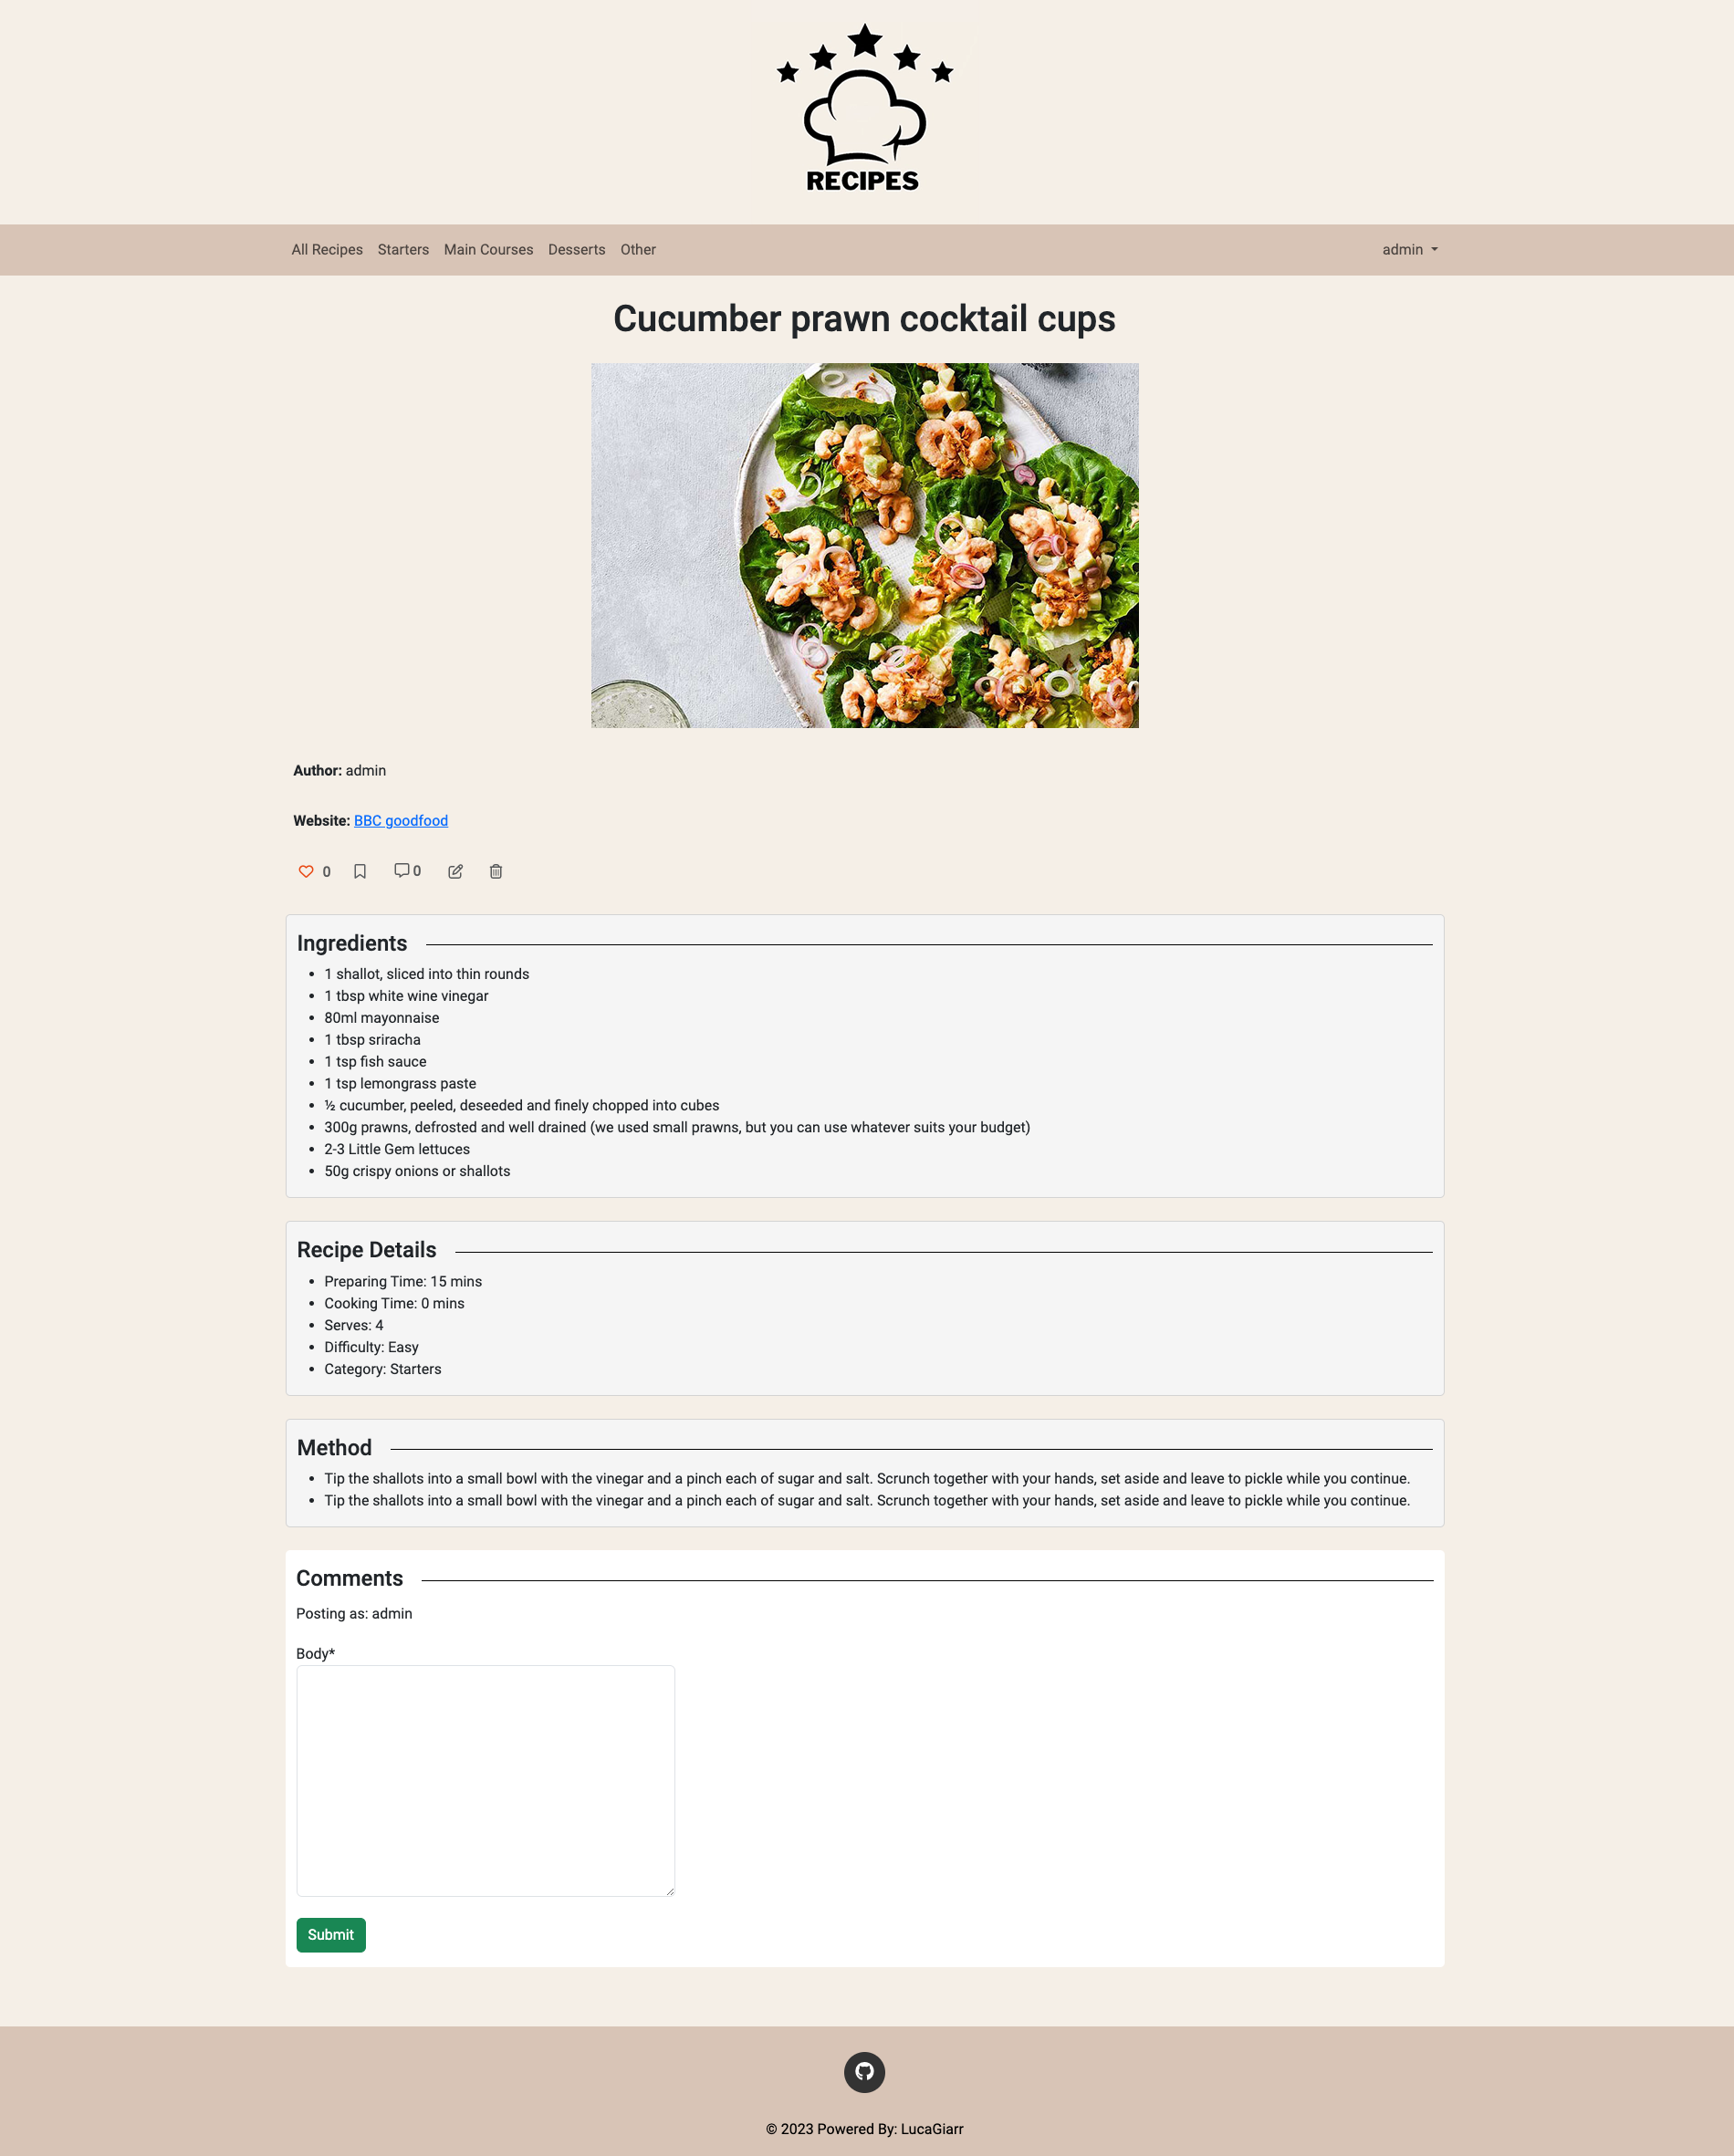 RECIPES
All Recipes Starters Main Courses Desserts Other admin
Cucumber prawn cocktail cups
Author: admin
Website: BBC goodfood
0 0
Ingredients
• 1 shallot, sliced into thin rounds
• 1 tbsp white wine vinegar
• 80ml mayonnaise
• 1 tbsp sriracha
• 1 tsp fish sauce
• 1 tsp lemongrass paste
• ½ cucumber, peeled, deseeded and finely chopped into cubes
• 300g prawns, defrosted and well drained (we used small prawns, but you can use whatever suits your budget)
• 2-3 Little Gem lettuces
• 50g crispy onions or shallots
Recipe Details
• Preparing Time: 15 mins
• Cooking Time: 0 mins
• Serves: 4
• Difficulty: Easy
• Category: Starters
Method
• Tip the shallots into a small bowl with the vinegar and a pinch each of sugar and salt. Scrunch together with your hands, set aside and leave to pickle while you continue.
• Tip the shallots into a small bowl with the vinegar and a pinch each of sugar and salt. Scrunch together with your hands, set aside and leave to pickle while you continue.
Comments
Posting as: admin
Body*
Submit
© 2023 Powered By: LucaGiarr